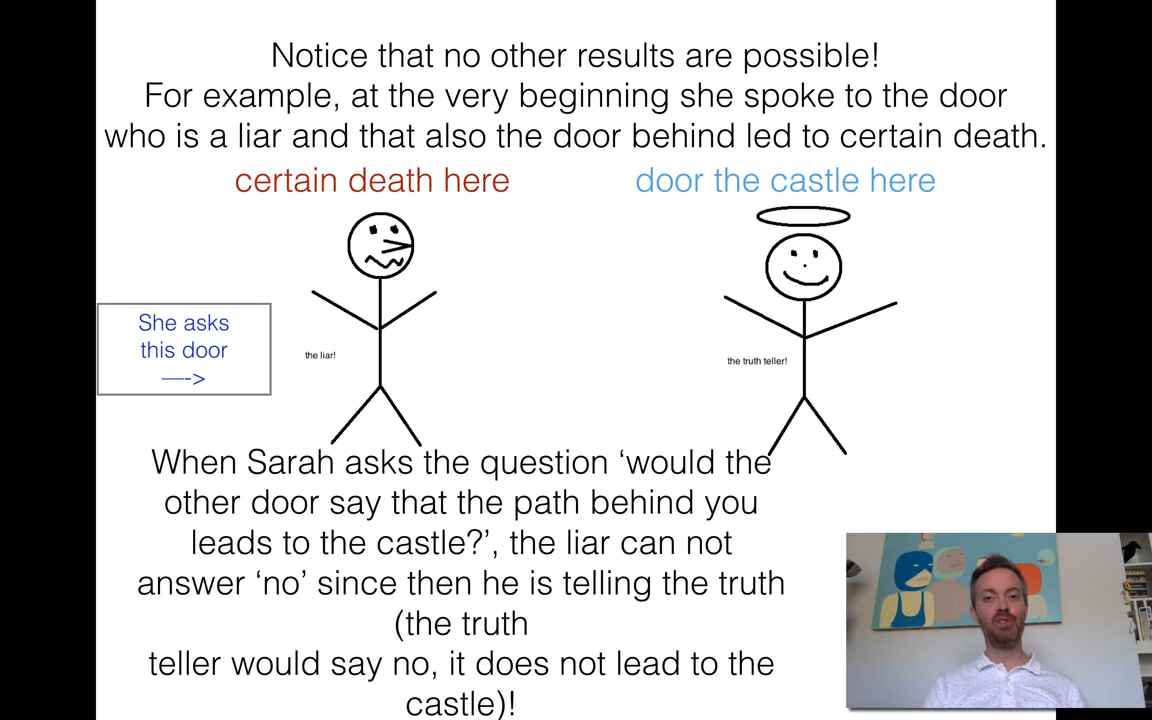 Notice that no other results are possible!
For example, at the very beginning she spoke to the door
who is a liar and that also the door behind led to certain death.
certain death here
door the castle here
She asks
this door
—->
the liar!
the truth teller!
When Sarah asks the question ‘would the
other door say that the path behind you
leads to the castle?’, the liar can not
answer ‘no’ since then he is telling the truth
(the truth
teller would say no, it does not lead to the
castle)!